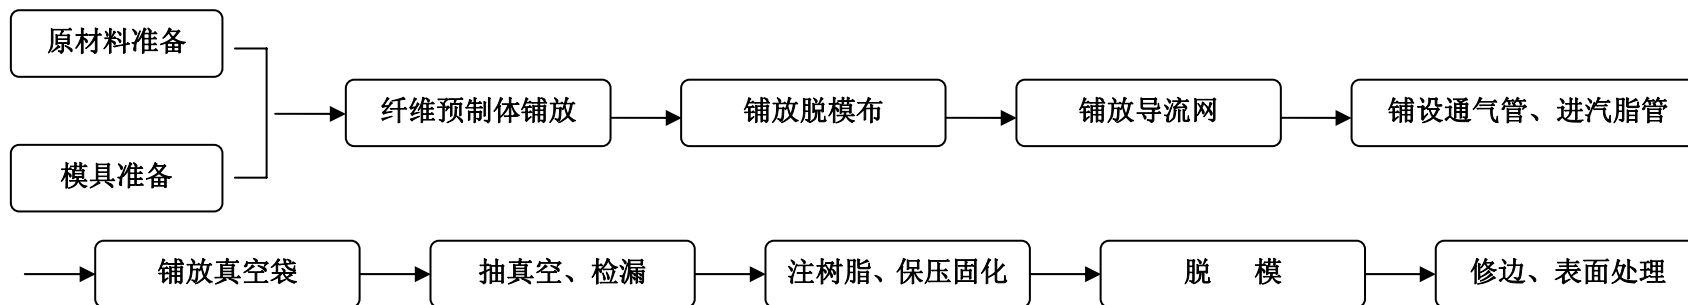 原材料准备
纤维预制体铺放
铺放脱模布
铺放导流网
铺设通气管、进汽脂管
模具准备
铺放真空袋
抽真空、检漏
注树脂、保压固化
脱 模
修边、表面处理